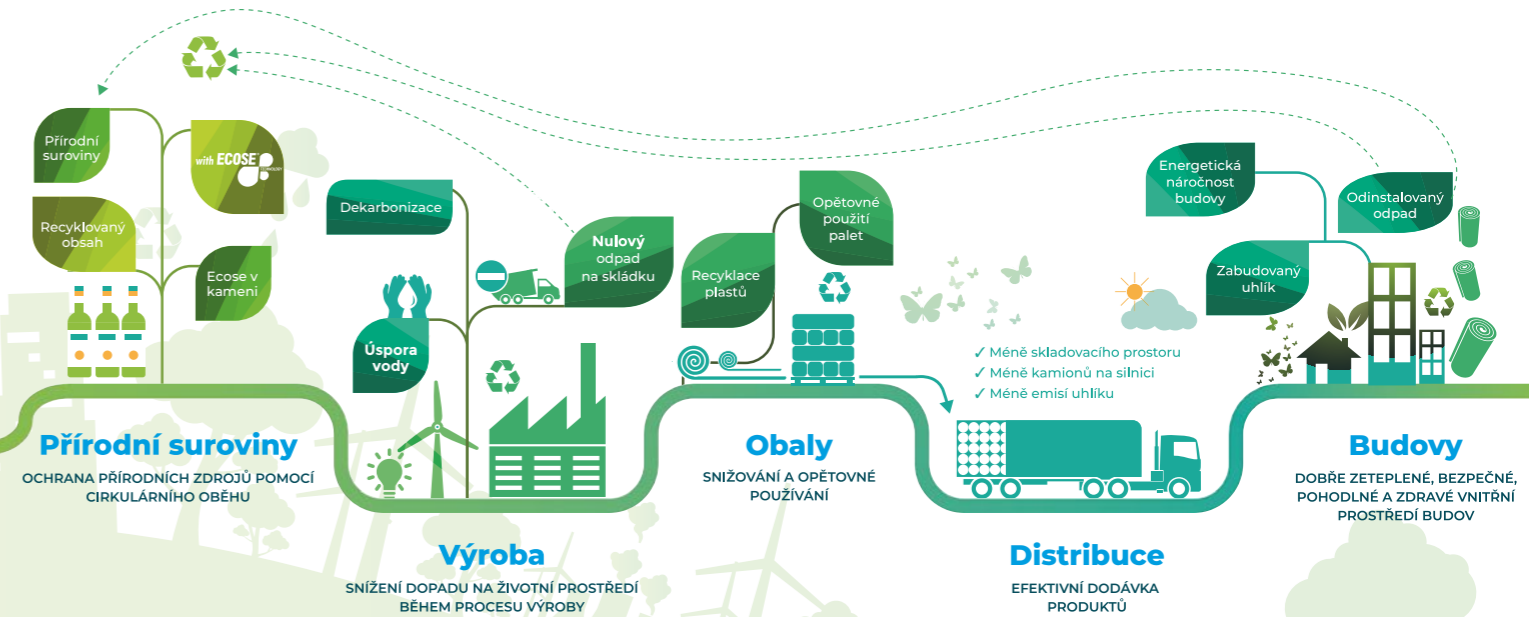 Přírodní
suroviny
with ECOSE
TECHNOLOGY
Recyklovaný
obsah
Ecose v
kameni
Přírodní suroviny
OCHRANA PŘÍRODNÍCH ZDROJŮ POMOCÍ
CIRKULÁRNÍHO OBĚHU
Dekarbonizace
Nulový
odpad
na skládku
Úspora
vody
Výroba
SNÍŽENÍ DOPADU NA ŽIVOTNÍ PROSTŘEDÍ
BĚHEM PROCESU VÝROBY
Opětovné
použití
palet
Recyklace
plastů
Obaly
SNIŽOVÁNÍ A OPĚTOVNÉ
POUŽÍVÁNÍ
✓ Méně skladovacího prostoru
✓ Méně kamionů na silnici
✓ Méně emisí uhlíku
Distribuce
EFEKTIVNÍ DODÁVKA
PRODUKTŮ
Energetická
náročnost
budovy
Odinstalovaný
odpad
Zabudovaný
uhlík
Budovy
DOBŘE ZETEPLENÉ, BEZPEČNÉ,
POHODLNÉ A ZDRAVÉ VNITŘNÍ
PROSTŘEDÍ BUDOV